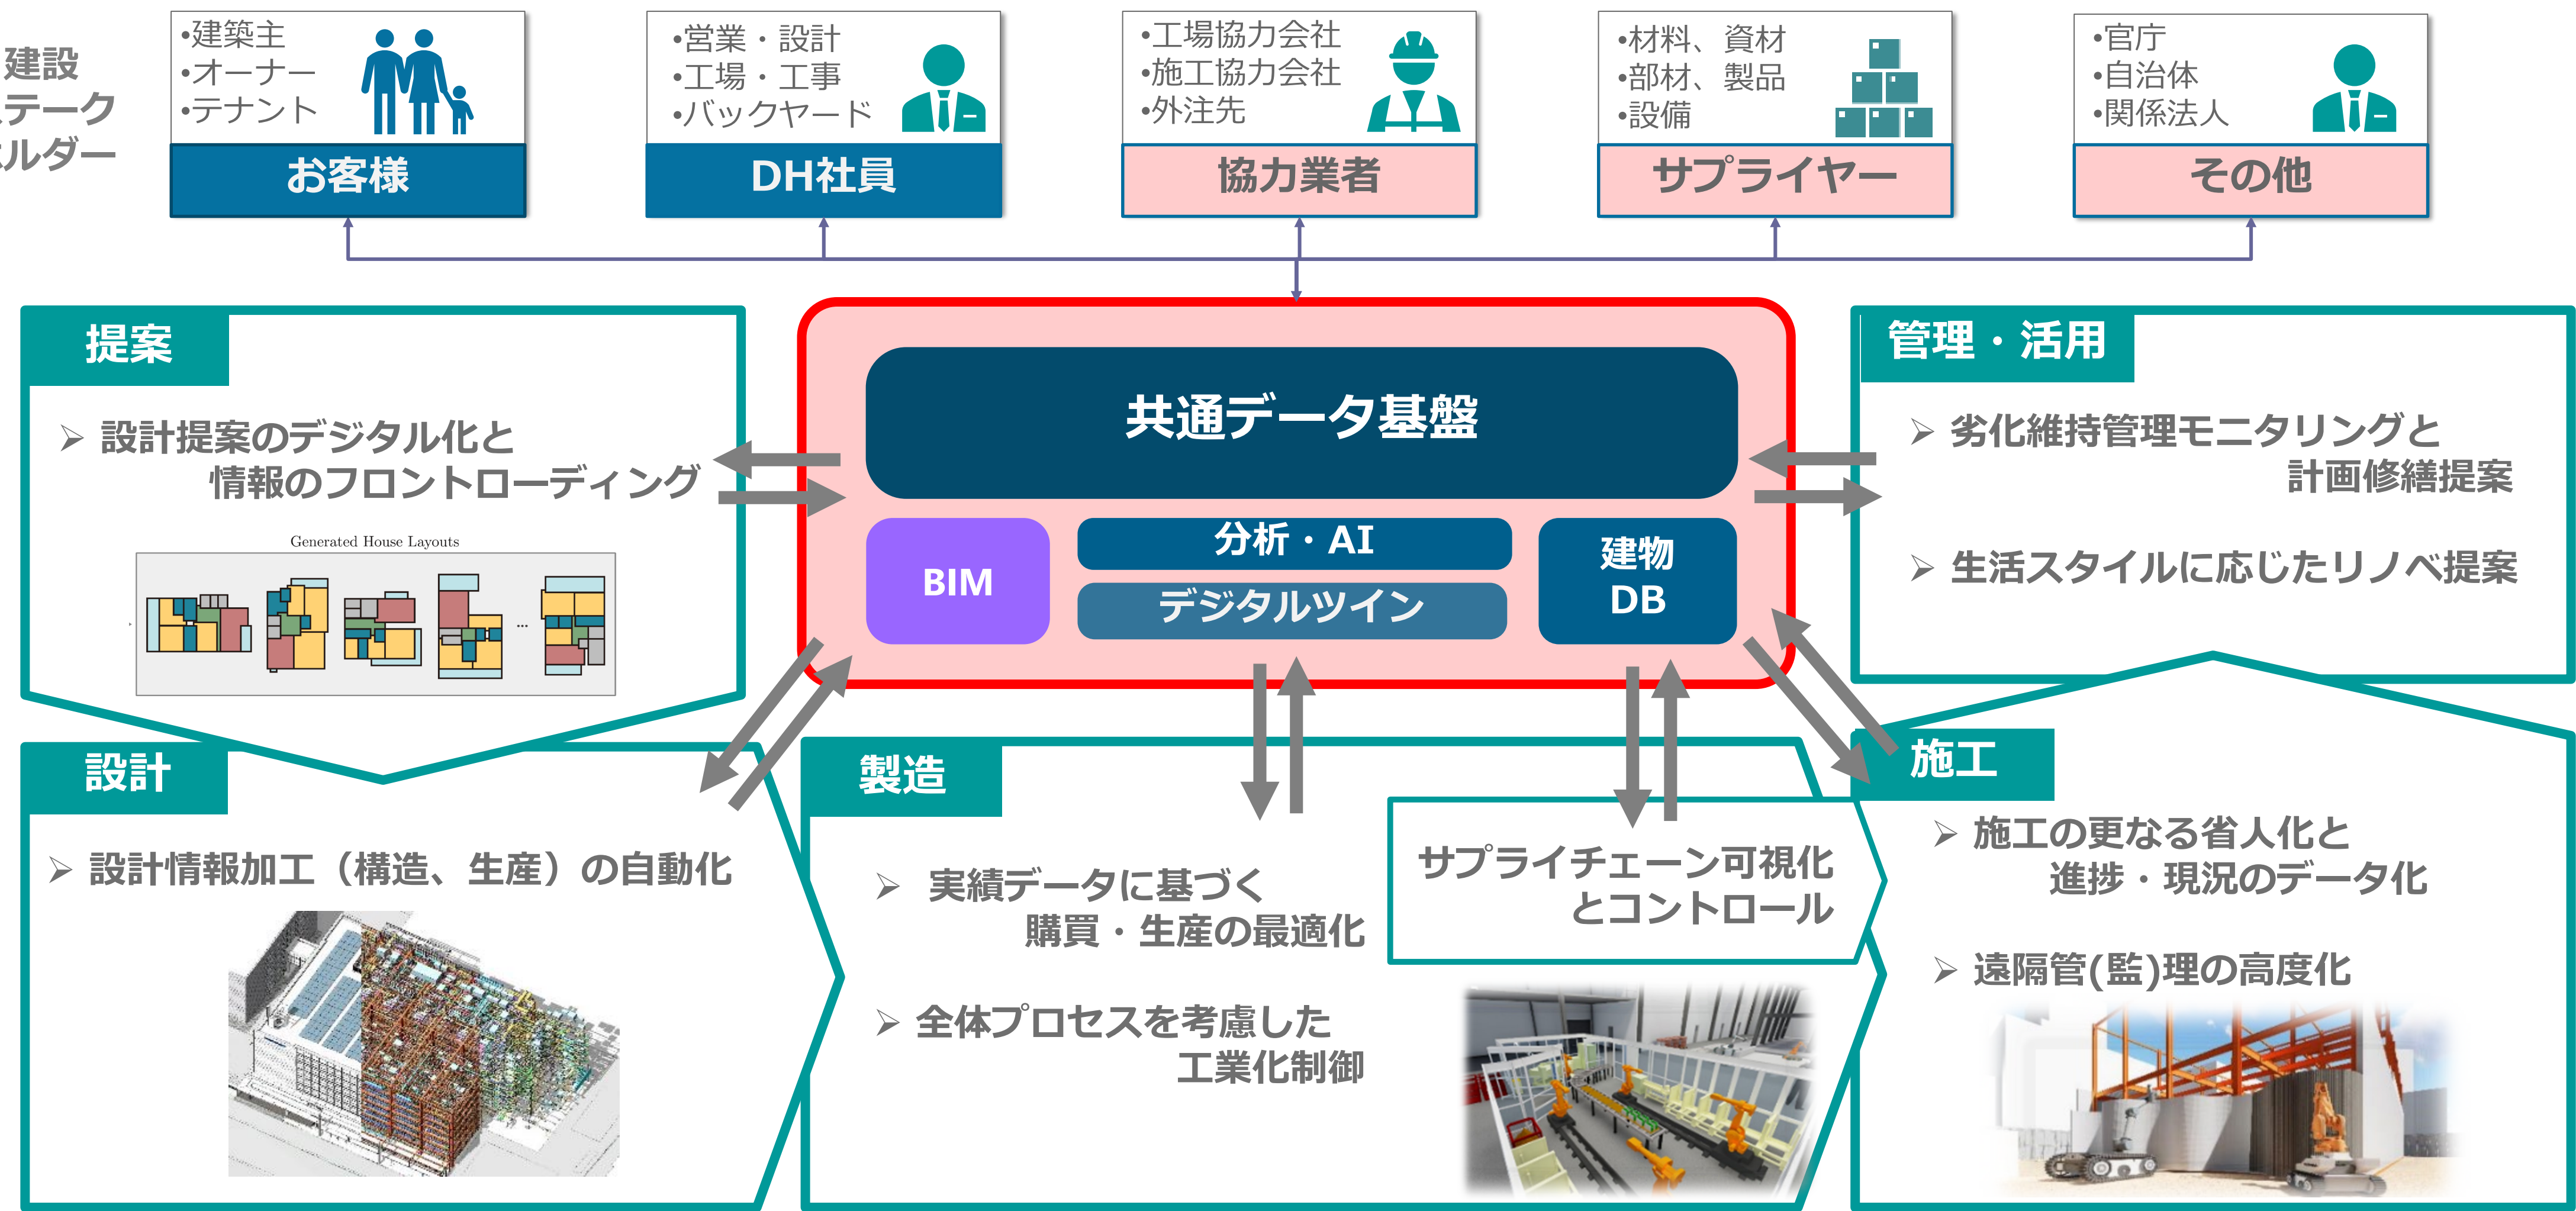 建設
ステーク
ホルダー
•建築主
•オーナー
•テナント
お客様
•営業・設計
•工場・工事
•バックヤード
DH社員
•工場協力会社
•施工協力会社
•外注先
協力業者
•材料、資材
•部材、製品
•設備
サプライヤー
•官庁
•自治体
•関係法人
その他
提案
➢ 設計提案のデジタル化と
情報のフロントローディング
Generated House Layouts
...
共通データ基盤
BIM
分析・AI
デジタルツイン
建物
DB
管理・活用
➢ 劣化維持管理モニタリングと
計画修繕提案
➢ 生活スタイルに応じたリノベ提案
設計
➢ 設計情報加工（構造、生産）の自動化
製造
➢ 実績データに基づく
購買・生産の最適化
➢ 全体プロセスを考慮した
工業化制御
サプライチェーン可視化
とコントロール
施工
➢ 施工の更なる省人化と
進捗・現況のデータ化
➢ 遠隔管(監)理の高度化